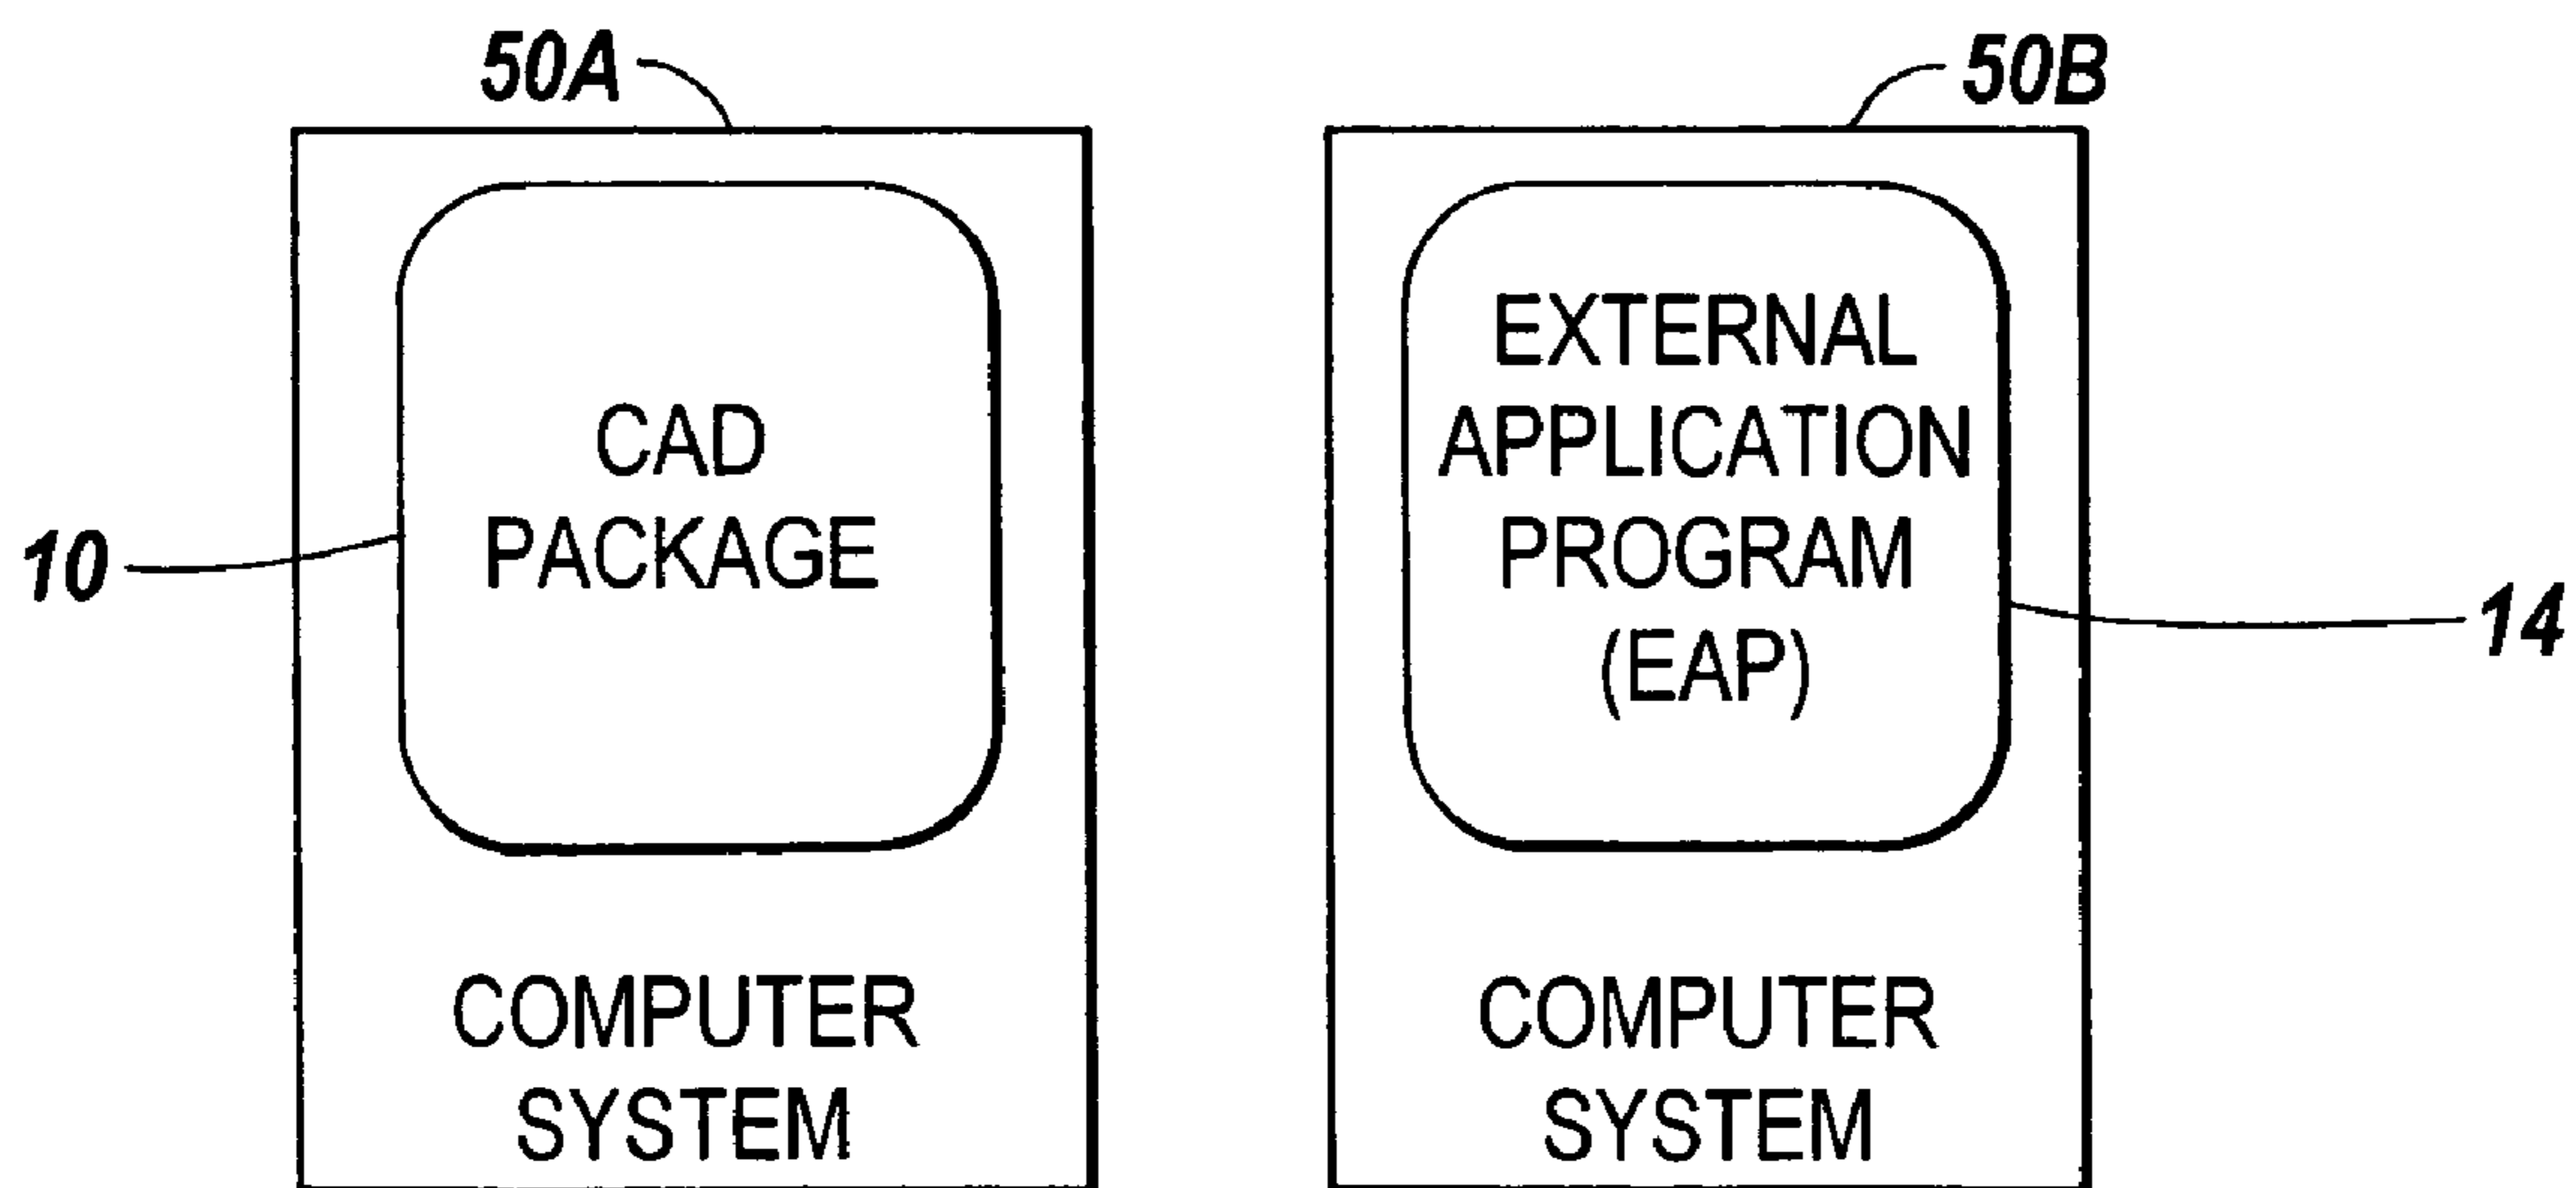 50A
50B
CAD
PACKAGE
10
EXTERNAL
APPLICATION
PROGRAM
(EAP)
14
COMPUTER
SYSTEM
COMPUTER
SYSTEM